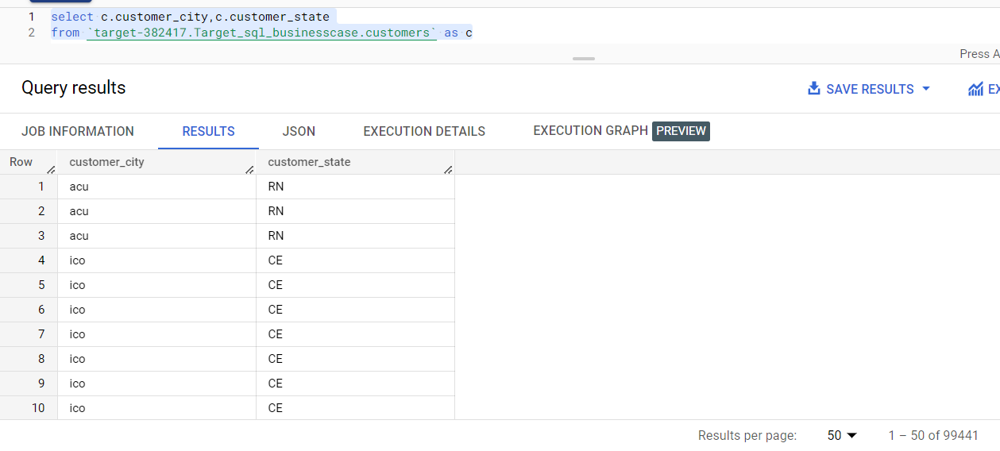 1 select c.customer_city,c.customer_state
2 from `target-382417.Target_sql_businesscase.customers` as c
Press A
Query results
SAVE RESULTS
EX
JOB INFORMATION RESULTS JSON EXECUTION DETAILS EXECUTION GRAPH PREVIEW
Row customer_city customer_state
1 acu RN
2 acu RN
3 acu RN
4 ico CE
5 ico CE
6 ico CE
7 ico CE
8 ico CE
9 ico CE
10 ico CE
Results per page: 50 1 – 50 of 99441